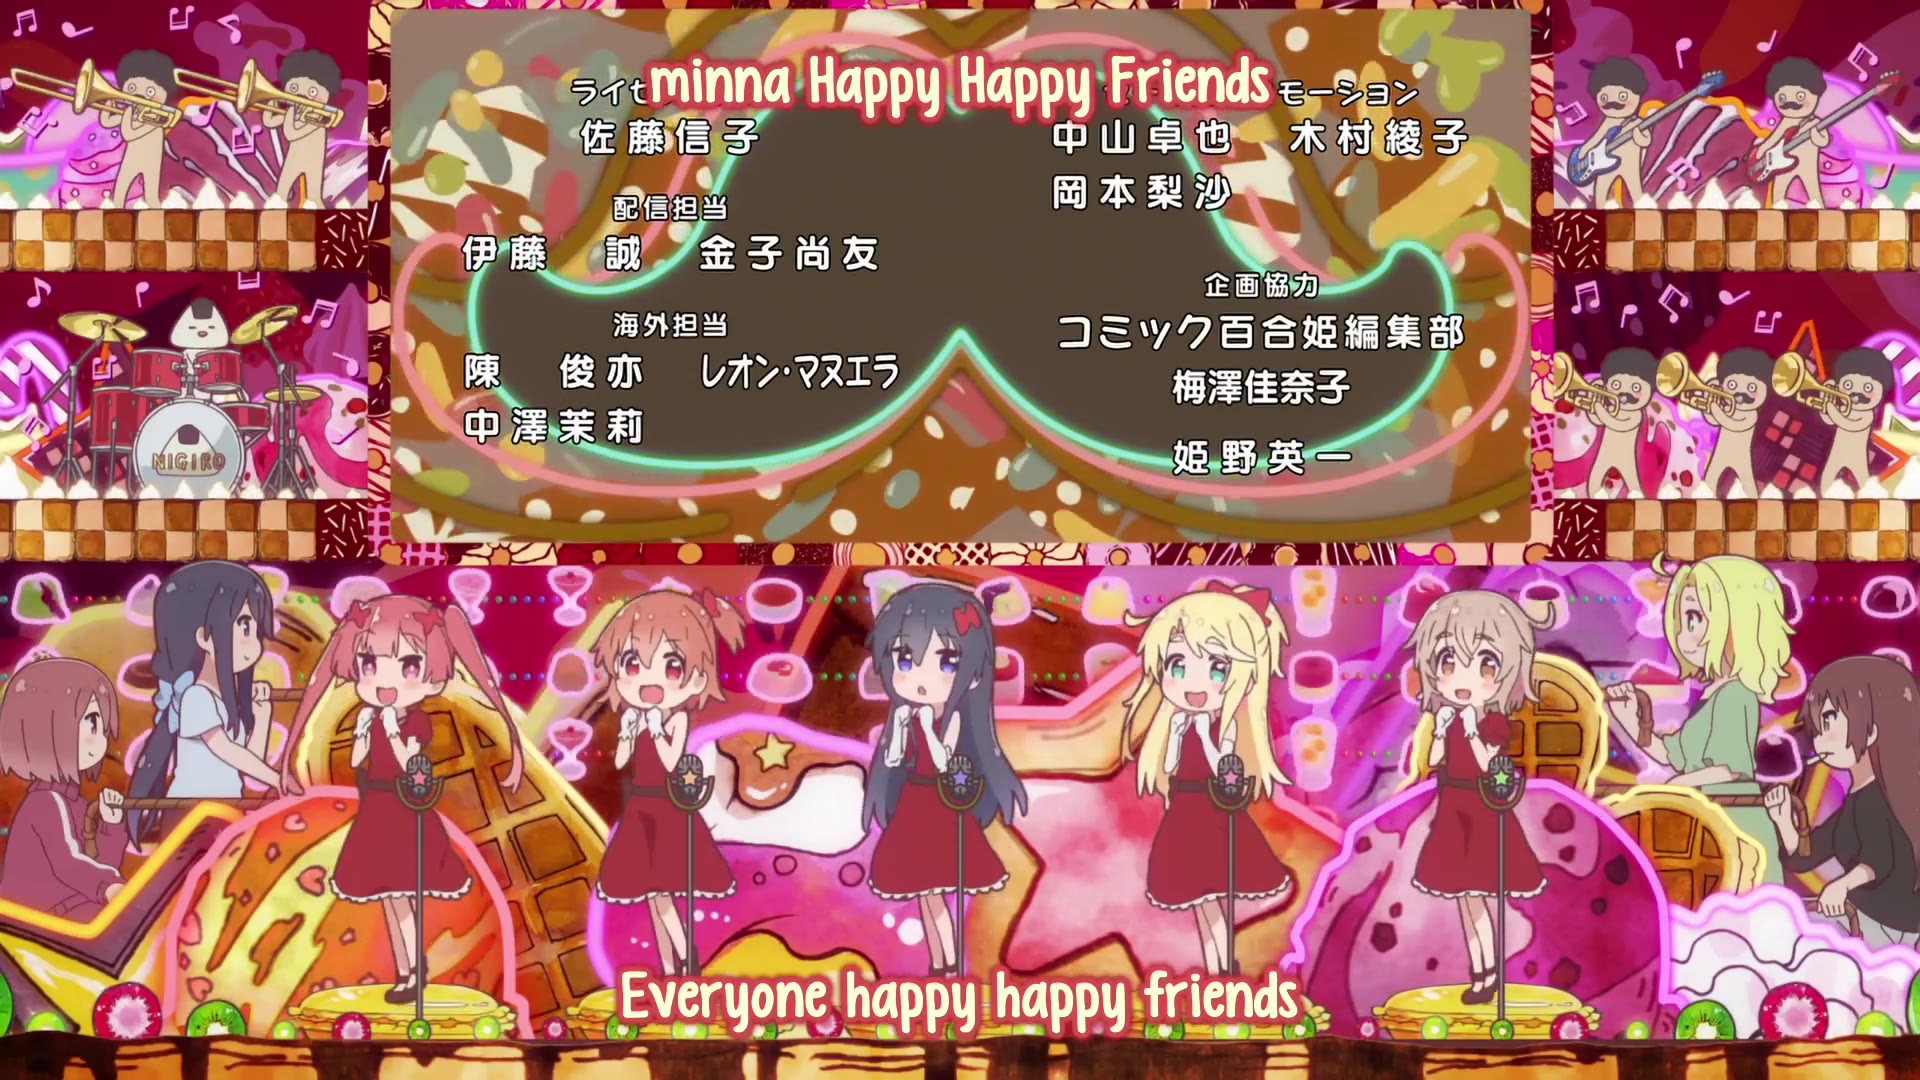 minna Happy Happy Friends
ライセ
モーション
佐藤信子
中山卓也 木村綾子
岡本梨沙
配信担当
伊藤 誠 金子尚友
企画協力
コミック百合姫編集部
海外担当
陳 俊亦 レオン・マヌエラ
梅澤佳奈子
中澤茉莉
姫野英一
NIGIRO
Everyone happy happy friends